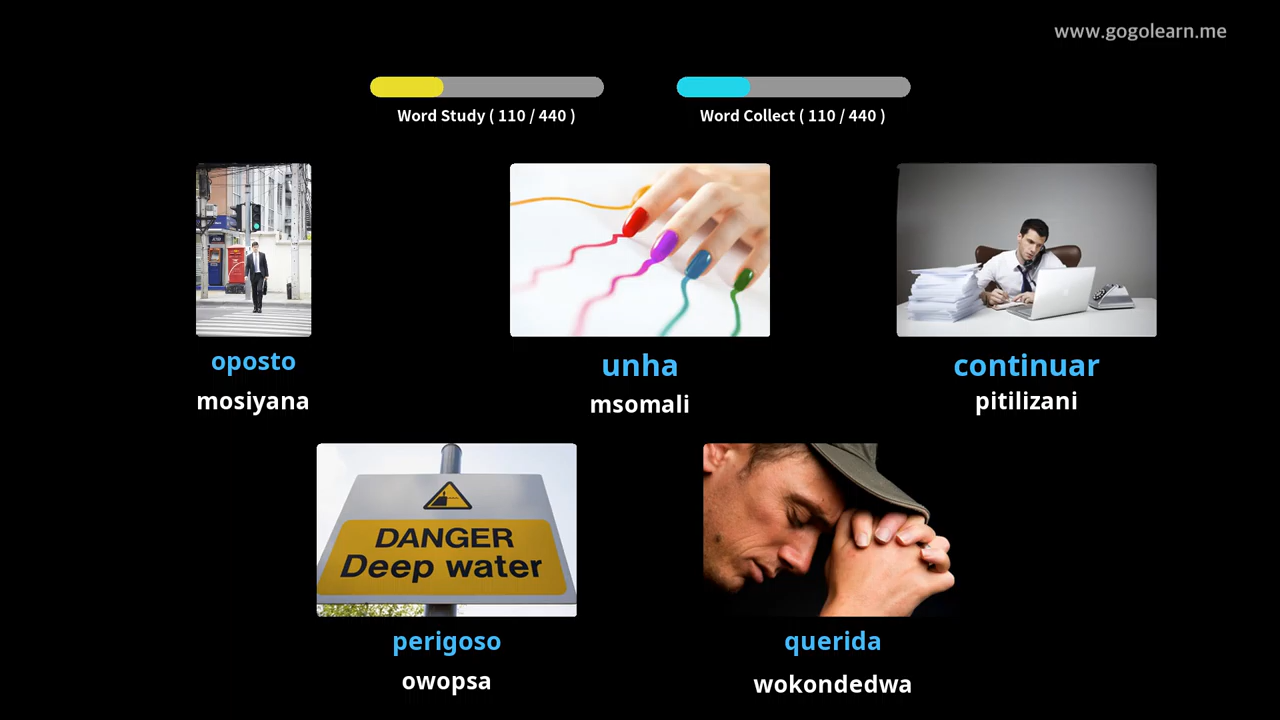 www.gogolearn.me
Word Study ( 110 / 440 )
Word Collect ( 110 / 440 )
oposto
mosiyana
unha
msomali
continuar
pitilizani
DANGER
Deep water
perigoso
owopsa
querida
wokondedwa